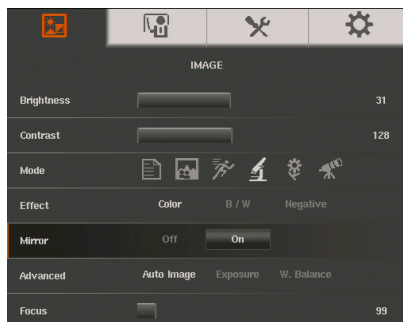 IMAGE
Brightness 31
Contrast 128
Mode
Effect Color B / W Negative
Mirror Off On
Advanced Auto Image Exposure W. Balance
Focus 99